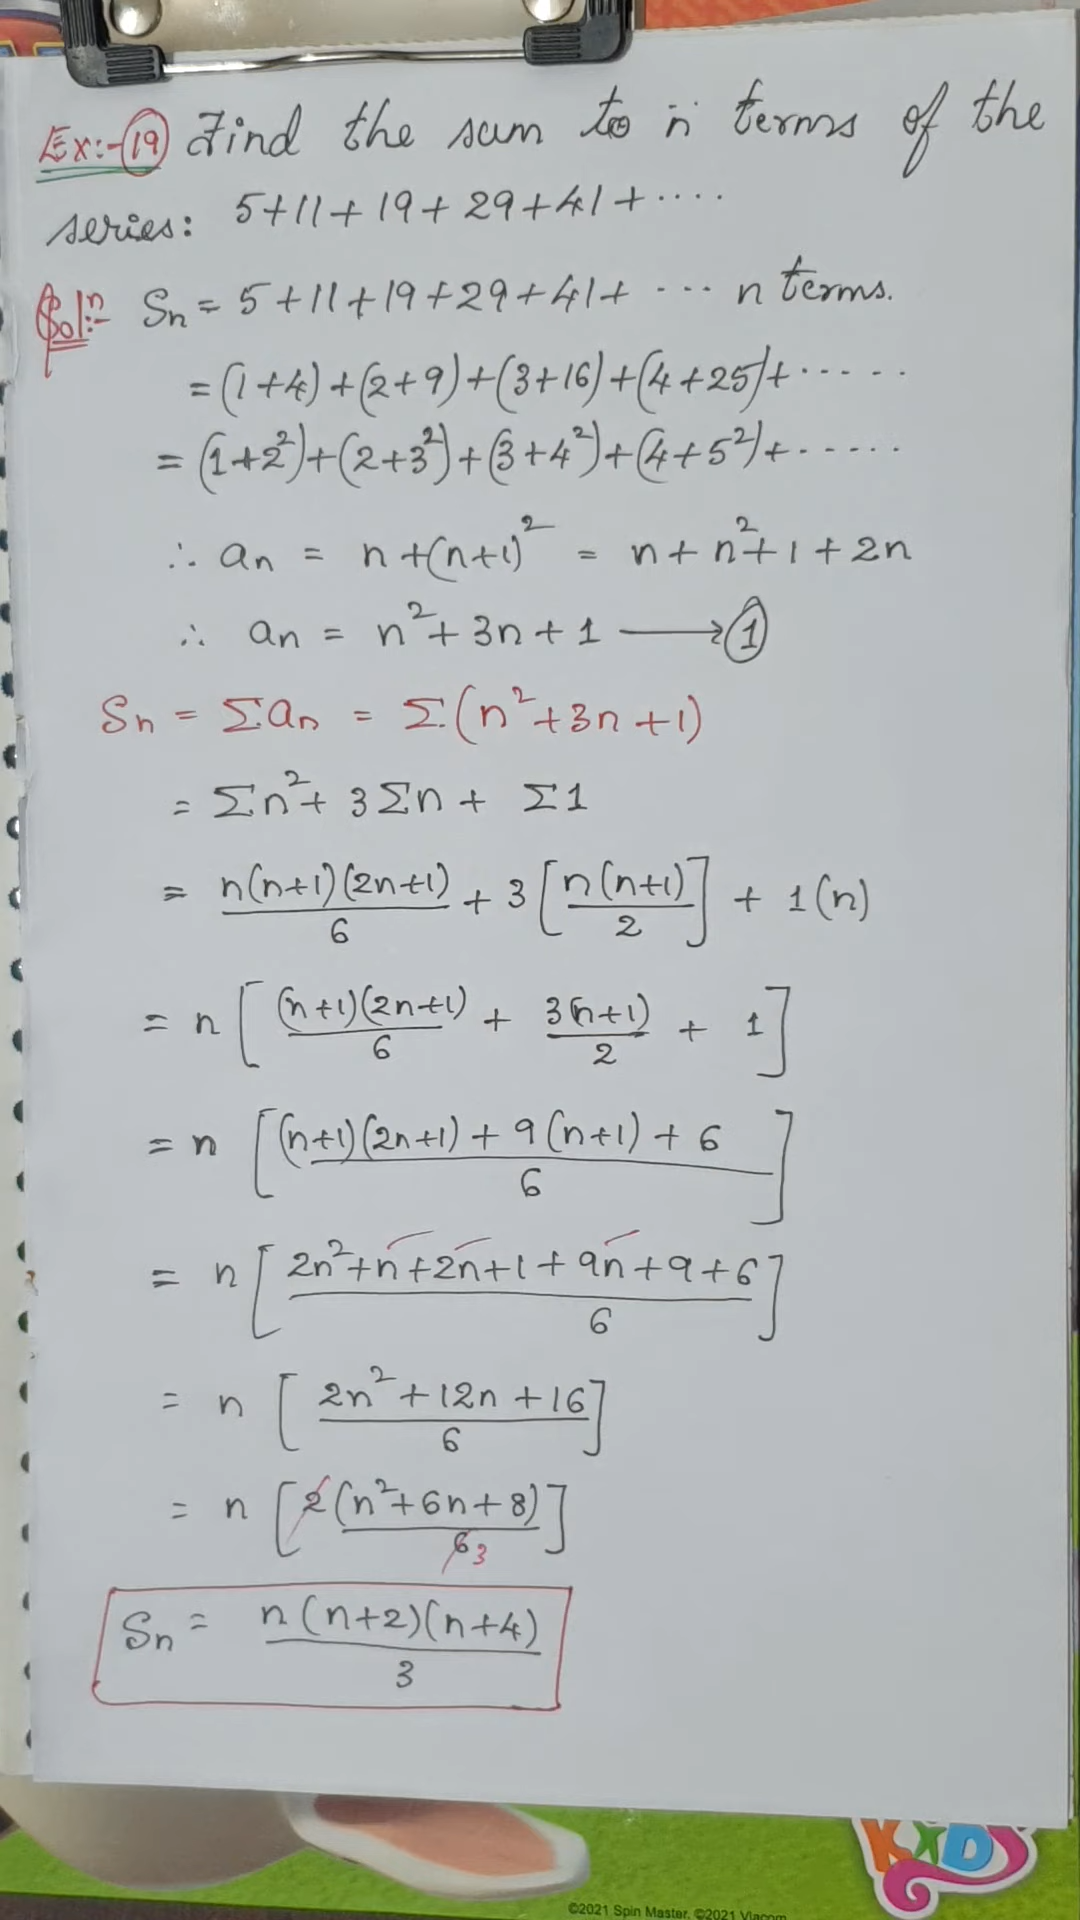 Ex:-(19) Find the sum to 'n' terms of the
series: 5+11+19+29+41+....
Solⁿ:- Sn = 5+11+19+29+41+ ... n terms.
= (1+4)+(2+9)+(3+16)+(4+25)+.....
= (1+2²)+(2+3²)+(3+4²)+(4+5²)+......
∴ an = n+(n+1)² = n+n²+1+2n
∴ an = n²+3n+1 ⟶ ①
Sn = Σan = Σ(n²+3n+1)
= Σn²+3Σn+Σ1
= n(n+1)(2n+1)/6 + 3[n(n+1)/2] + 1(n)
= n[(n+1)(2n+1)/6 + 3(n+1)/2 + 1]
= n[(n+1)(2n+1)+9(n+1)+6/6]
= n[2n²+n+2n+1+9n+9+6/6]
= n[2n²+12n+16/6]
= n[2(n²+6n+8)/6 3]
Sn = n(n+2)(n+4)/3
KIDS
©2021 Spin Master. ©2021 Viacom